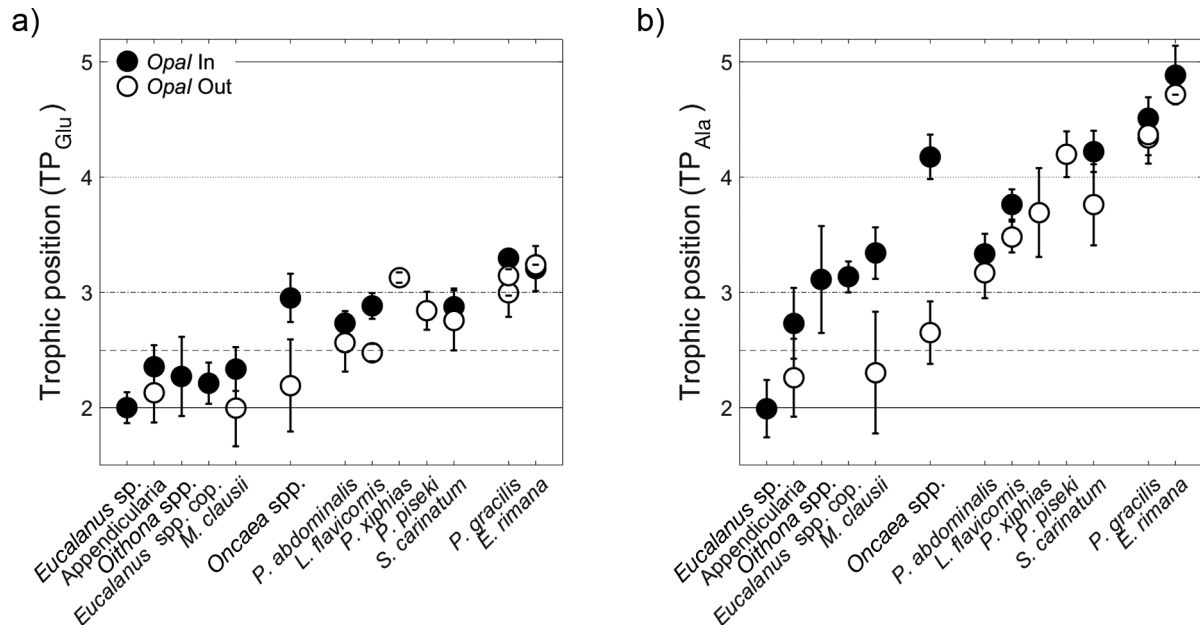 a)
Trophic position (TP_Glu)
5
4
3
2
Opal In
Opal Out
Eucalanus sp.
Appendicularia
Oithona spp.
Eucalanus spp. cop.
M. clausii
Oncaea spp.
P. abdominalis
L. flavicornis
P. xiphias
P. piseki
S. carinatum
P. gracilis
E. rimana
b)
Trophic position (TP_Ala)
5
4
3
2
Eucalanus sp.
Appendicularia
Oithona spp.
Eucalanus spp. cop.
M. clausii
Oncaea spp.
P. abdominalis
L. flavicornis
P. xiphias
P. piseki
S. carinatum
P. gracilis
E. rimana